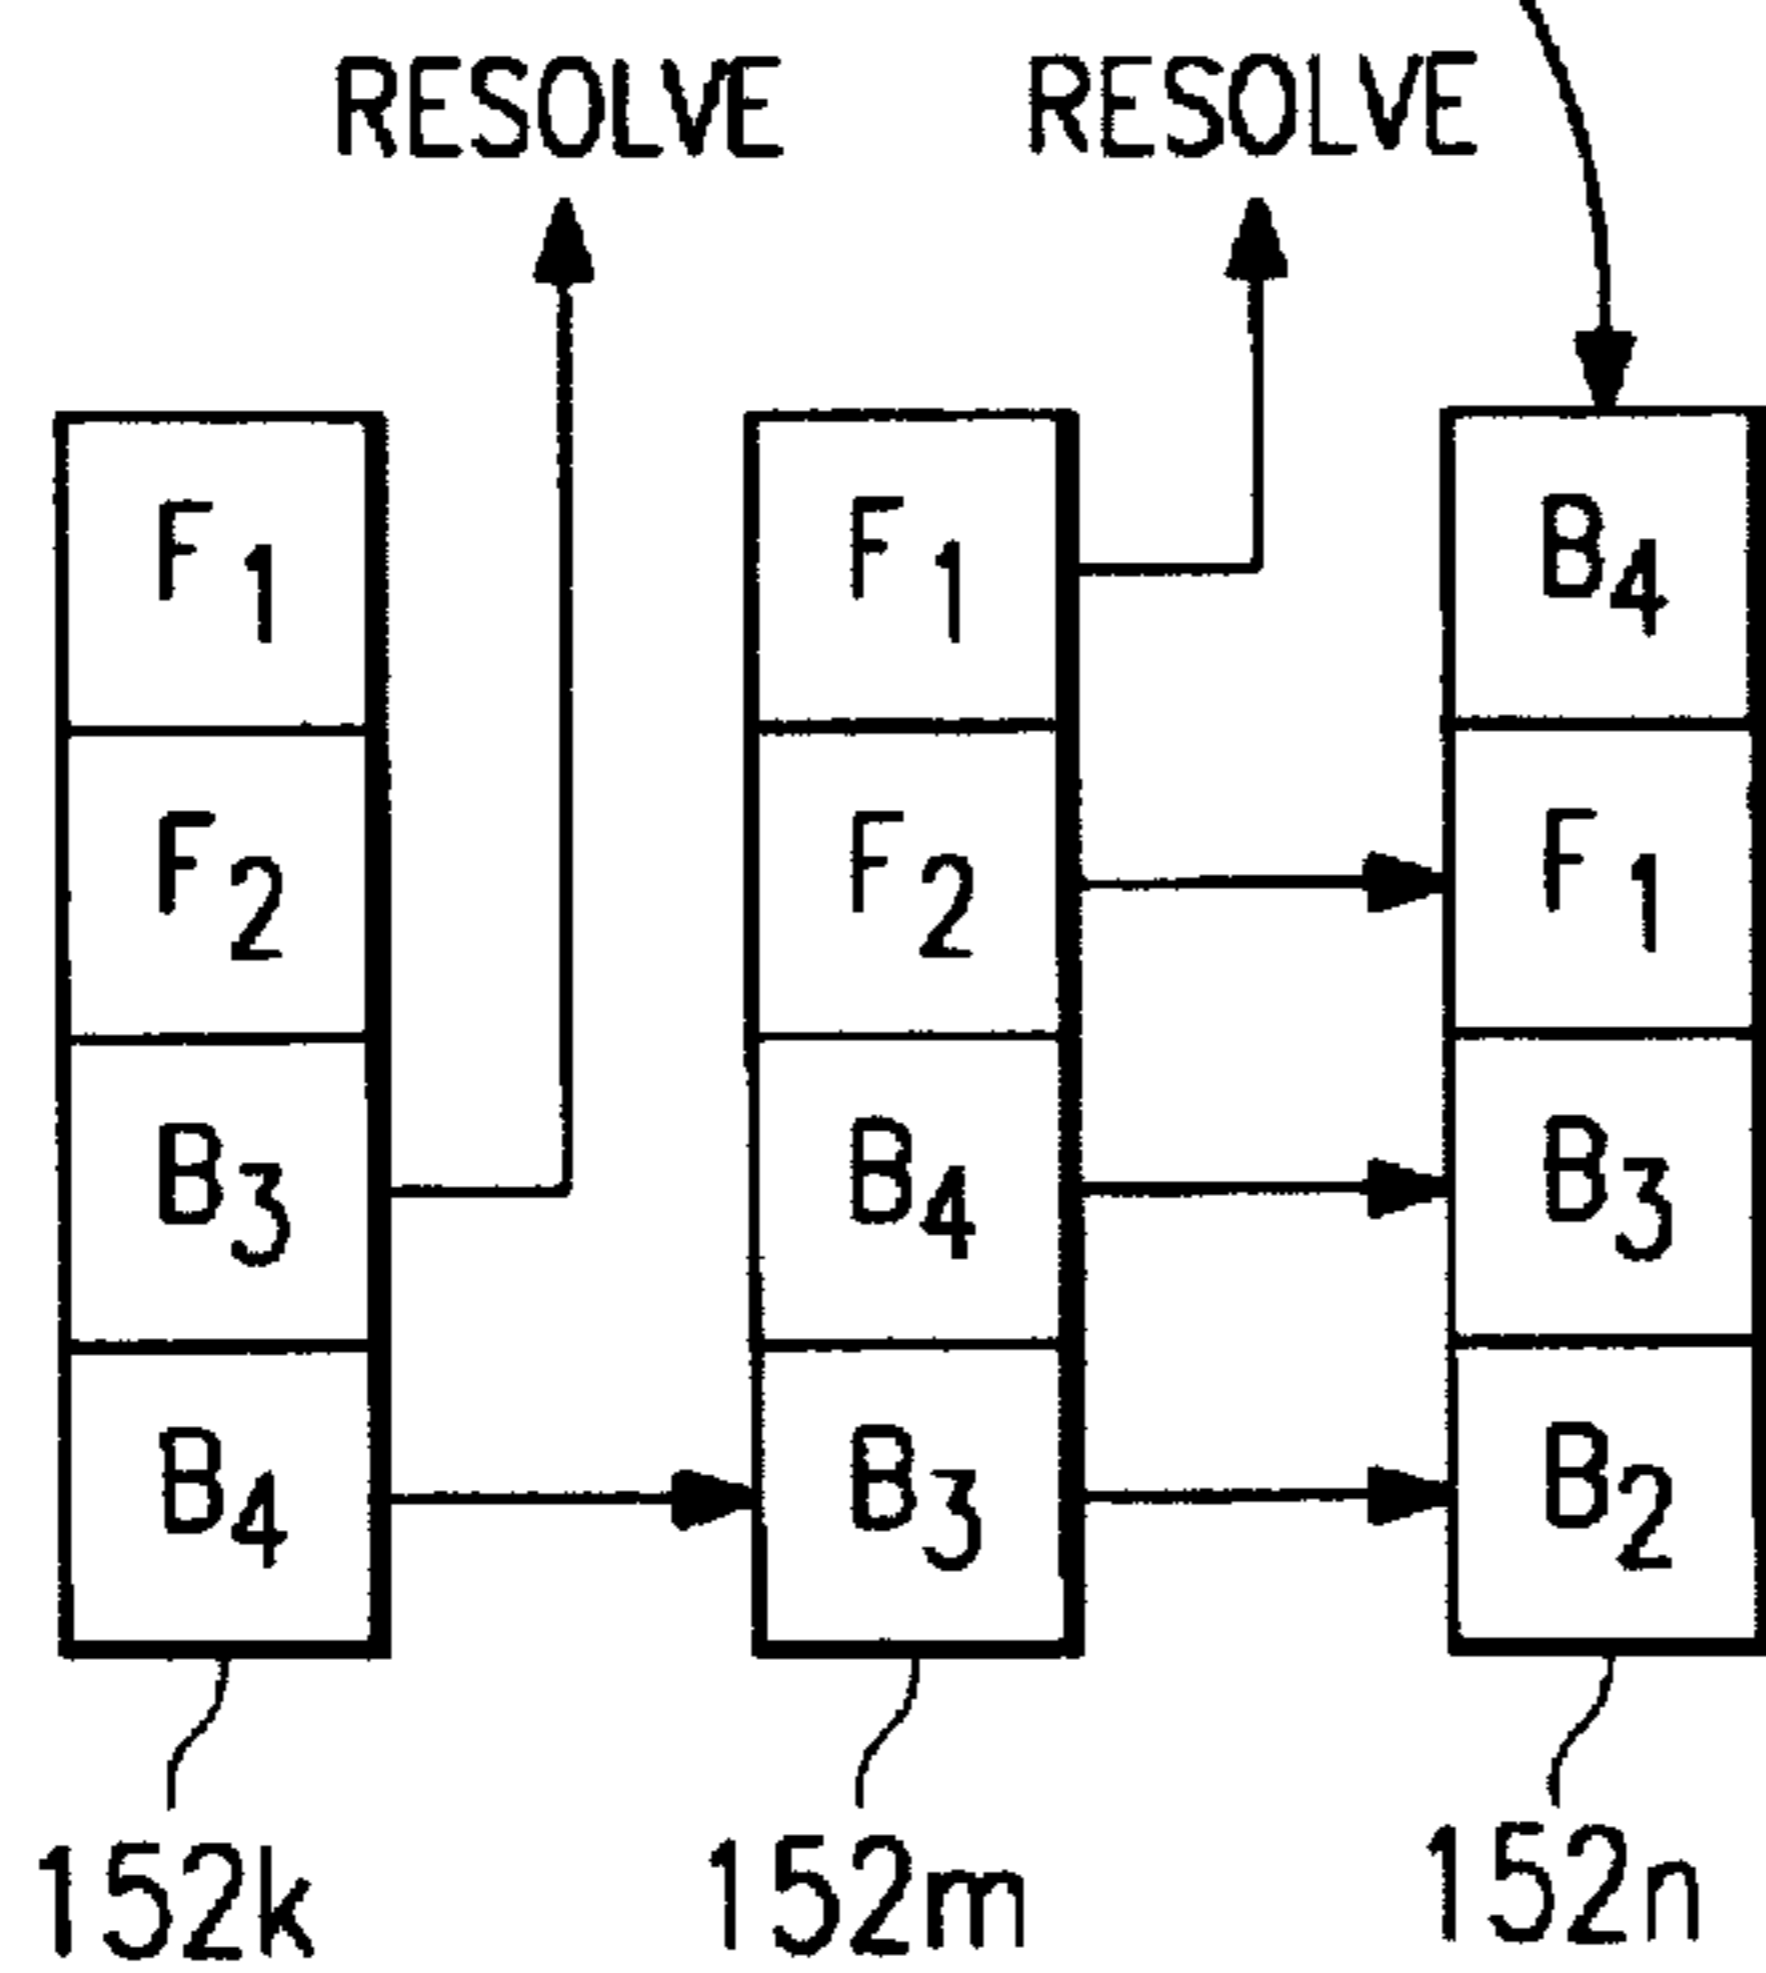 RESOLVE RESOLVE
F1 F1 B4
F2 F2 F1
B3 B4 B3
B4 B3 B2
152k 152m 152n